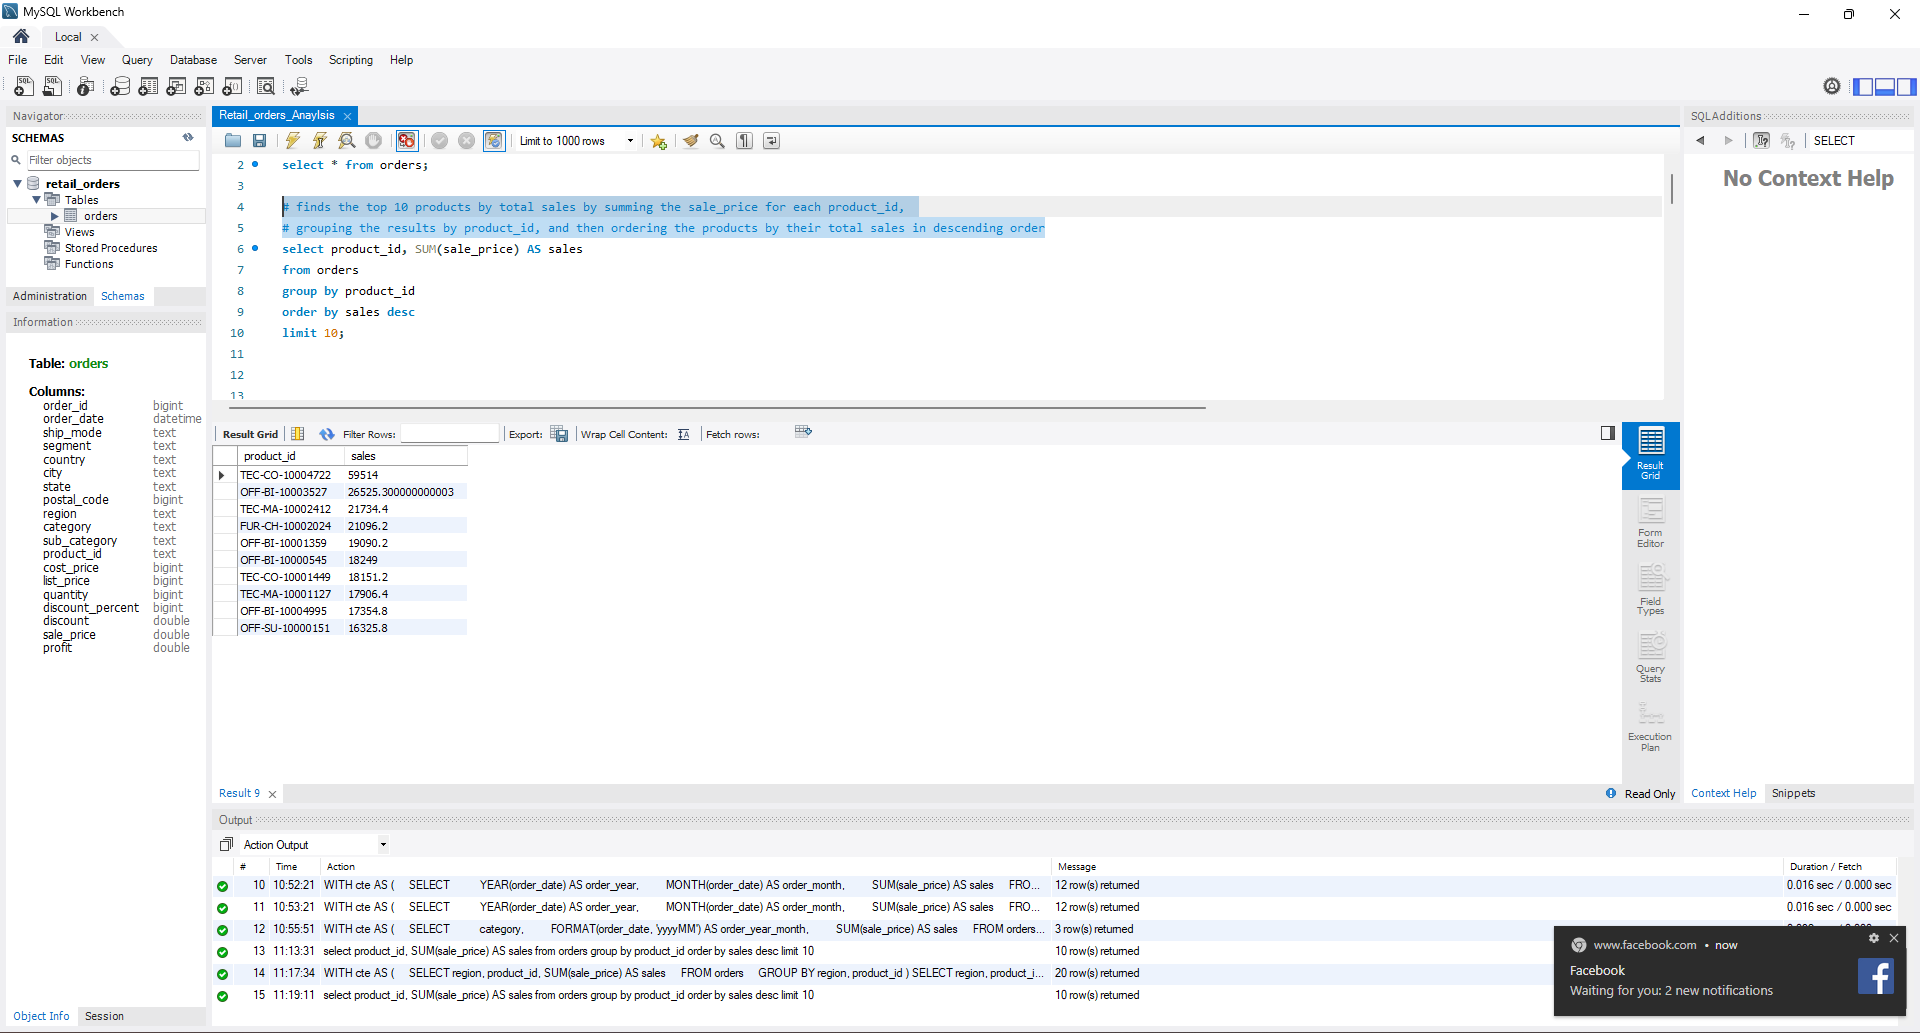 MySQL Workbench
Local
File Edit View Query Database Server Tools Scripting Help
Navigator
SCHEMAS
Filter objects
retail_orders
Tables
orders
Views
Stored Procedures
Functions
Administration Schemas
Information
Table: orders
Columns:
order_id bigint
order_date datetime
ship_mode text
segment text
country text
city text
state text
postal_code bigint
region text
category text
sub_category text
product_id text
cost_price bigint
list_price bigint
quantity bigint
discount_percent bigint
discount double
sale_price double
profit double
Object Info Session
Retail_orders_Anaylsis
Limit to 1000 rows
2 select * from orders;
3
4 # finds the top 10 products by total sales by summing the sale_price for each product_id,
5 # grouping the results by product_id, and then ordering the products by their total sales in descending order
6 select product_id, SUM(sale_price) AS sales
7 from orders
8 group by product_id
9 order by sales desc
10 limit 10;
11
12
13
Result Grid Filter Rows: Export: Wrap Cell Content: Fetch rows:
product_id sales
TEC-CO-10004722 59514
OFF-BI-10003527 26525.300000000003
TEC-MA-10002412 21734.4
FUR-CH-10002024 21096.2
OFF-BI-10001359 19090.2
OFF-BI-10000545 18249
TEC-CO-10001449 18151.2
TEC-MA-10001127 17906.4
OFF-BI-10004995 17354.8
OFF-SU-10000151 16325.8
Result
Grid
Form
Editor
Field
Types
Query
Stats
Execution
Plan
Result 9
Read Only
SQLAdditions
SELECT
No Context Help
Context Help Snippets
Output
Action Output
# Time Action Message Duration / Fetch
10 10:52:21 WITH cte AS ( SELECT YEAR(order_date) AS order_year, MONTH(order_date) AS order_month, SUM(sale_price) AS sales FRO... 12 row(s) returned 0.016 sec / 0.000 sec
11 10:53:21 WITH cte AS ( SELECT YEAR(order_date) AS order_year, MONTH(order_date) AS order_month, SUM(sale_price) AS sales FRO... 12 row(s) returned 0.016 sec / 0.000 sec
12 10:55:51 WITH cte AS ( SELECT category, FORMAT(order_date, 'yyyyMM') AS order_year_month, SUM(sale_price) AS sales FROM orders... 3 row(s) returned
13 11:13:31 select product_id, SUM(sale_price) AS sales from orders group by product_id order by sales desc limit 10 10 row(s) returned
14 11:17:34 WITH cte AS ( SELECT region, product_id, SUM(sale_price) AS sales FROM orders GROUP BY region, product_id ) SELECT region, product_i... 20 row(s) returned
15 11:19:11 select product_id, SUM(sale_price) AS sales from orders group by product_id order by sales desc limit 10 10 row(s) returned
www.facebook.com • now
Facebook
Waiting for you: 2 new notifications